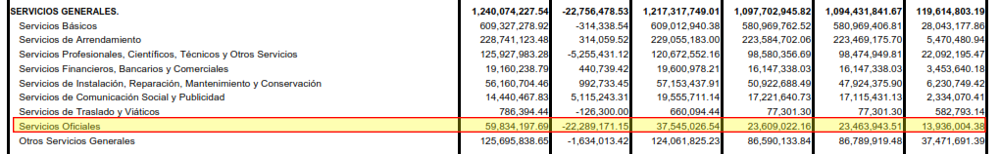 SERVICIOS GENERALES. 1,240,074,227.54 -22,756,478.53 1,217,317,749.01 1,097,702,945.82 1,094,431,841.67 119,614,803.19
Servicios Básicos 609,327,278.92 -314,338.54 609,012,940.38 580,969,762.52 580,969,406.81 28,043,177.86
Servicios de Arrendamiento 228,741,123.48 314,059.52 229,055,183.00 223,584,702.06 223,469,175.70 5,470,480.94
Servicios Profesionales, Científicos, Técnicos y Otros Servicios 125,927,983.28 -5,255,431.12 120,672,552.16 98,580,356.69 98,474,949.81 22,092,195.47
Servicios Financieros, Bancarios y Comerciales 19,160,238.79 440,739.42 19,600,978.21 16,147,338.03 16,147,338.03 3,453,640.18
Servicios de Instalación, Reparación, Mantenimiento y Conservación 56,160,704.46 992,733.45 57,153,437.91 50,922,688.49 47,924,375.90 6,230,749.42
Servicios de Comunicación Social y Publicidad 14,440,467.83 5,115,243.31 19,555,711.14 17,221,640.73 17,115,431.13 2,334,070.41
Servicios de Traslado y Viáticos 786,394.44 -126,300.00 660,094.44 77,301.30 77,301.30 582,793.14
Servicios Oficiales 59,834,197.69 -22,289,171.15 37,545,026.54 23,609,022.16 23,463,943.51 13,936,004.38
Otros Servicios Generales 125,695,838.65 -1,634,013.42 124,061,825.23 86,590,133.84 86,789,919.48 37,471,691.39